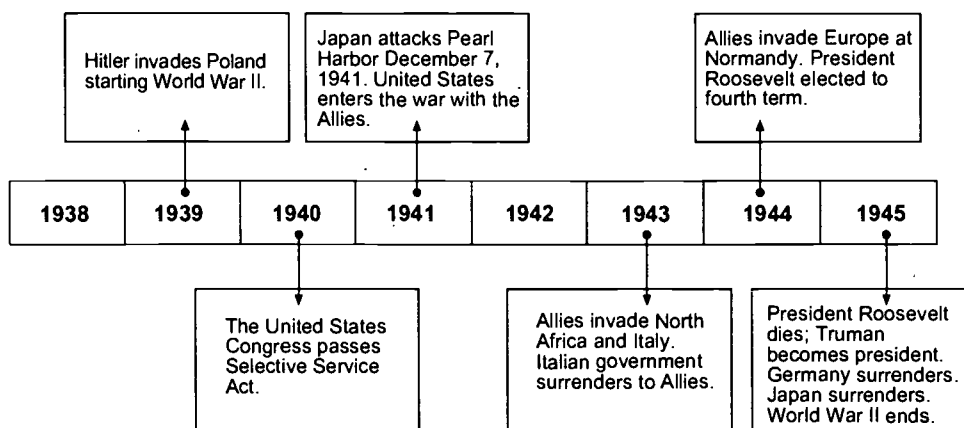 Hitler invades Poland
starting World War II.
Japan attacks Pearl
Harbor December 7,
1941. United States
enters the war with the
Allies.
Allies invade Europe at
Normandy. President
Roosevelt elected to
fourth term.
1938 1939 1940 1941 1942 1943 1944 1945
The United States
Congress passes
Selective Service
Act.
Allies invade North
Africa and Italy.
Italian government
surrenders to Allies.
President Roosevelt
dies; Truman
becomes president.
Germany surrenders.
Japan surrenders.
World War II ends.